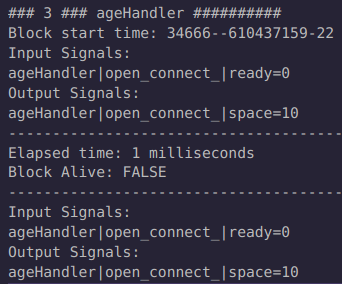 ### 3 ### ageHandler ##########
Block start time: 34666--610437159-22
Input Signals:
ageHandler|open_connect_|ready=0
Output Signals:
ageHandler|open_connect_|space=10
--------------------------------------
Elapsed time: 1 milliseconds
Block Alive: FALSE
--------------------------------------
Input Signals:
ageHandler|open_connect_|ready=0
Output Signals:
ageHandler|open_connect_|space=10